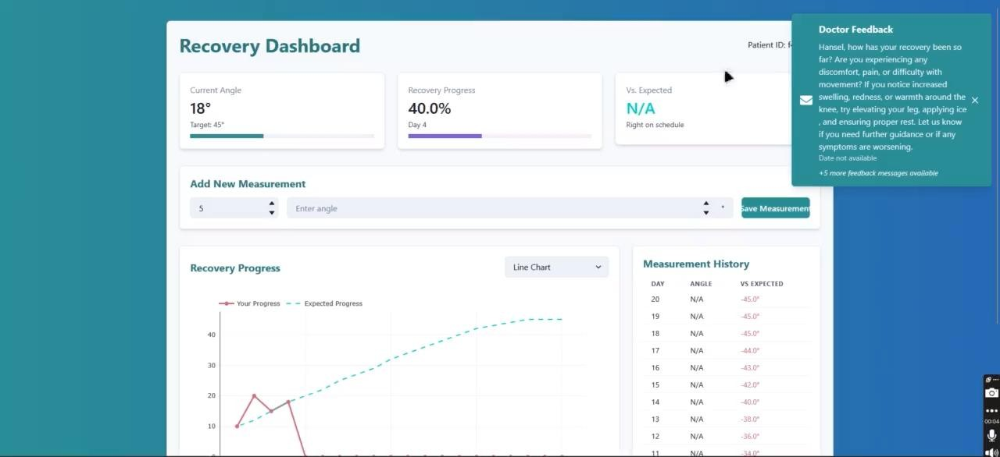 Recovery Dashboard
Patient ID:
Doctor Feedback
Hansel, how has your recovery been so
far? Are you experiencing any
discomfort, pain, or difficulty with
movement? If you notice increased
swelling, redness, or warmth around the
knee, try elevating your leg, applying ice
, and ensuring proper rest. Let us know
if you need further guidance or if any
symptoms are worsening.
Date not available
+5 more feedback messages available
Current Angle
18°
Target: 45°
Recovery Progress
40.0%
Day 4
Vs. Expected
N/A
Right on schedule
Add New Measurement
5
Enter angle
°
Save Measurement
Recovery Progress
Line Chart
Your Progress
Expected Progress
40
30
20
10
Measurement History
DAY ANGLE VS EXPECTED
20 N/A -45.0°
19 N/A -45.0°
18 N/A -45.0°
17 N/A -44.0°
16 N/A -43.0°
15 N/A -42.0°
14 N/A -40.0°
13 N/A -38.0°
12 N/A -36.0°
11 N/A -34.0°
00:04